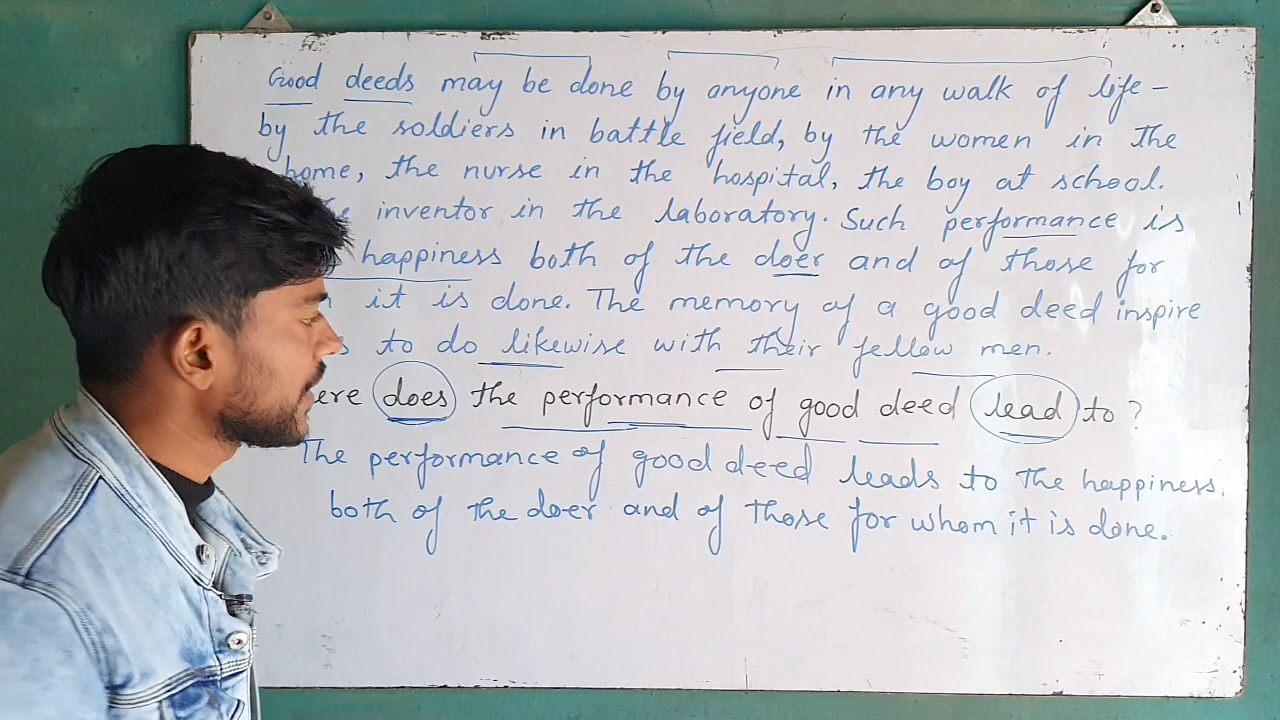 Good deeds may be done by anyone in any walk of life -
by the soldiers in battle field, by the women in the
home, the nurse in the hospital, the boy at school.
inventor in the laboratory. Such performance is
happiness both of the doer and of those for
it is done. The memory of a good deed inspire
to do likewise with their fellow men.
does the performance of good deed lead to ?
The performance of good deed leads to the happiness,
both of the doer and of those for whom it is done.